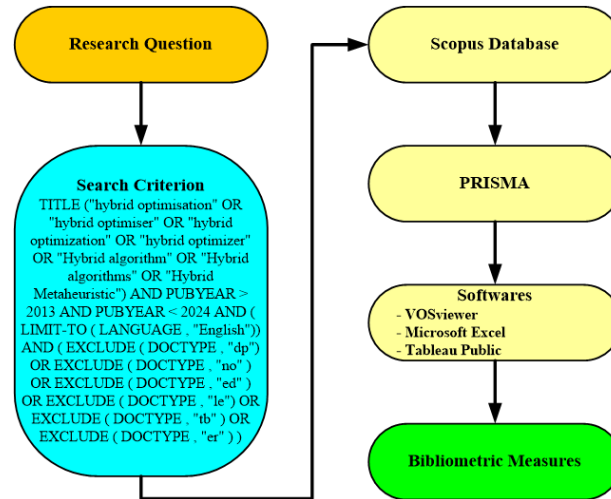 Research Question
Search Criterion
TITLE ("hybrid optimisation" OR
"hybrid optimiser" OR "hybrid
optimization" OR "hybrid optimizer"
OR "Hybrid algorithm" OR "Hybrid
algorithms" OR "Hybrid
Metaheuristic") AND PUBYEAR >
2013 AND PUBYEAR < 2024 AND (
LIMIT-TO ( LANGUAGE , "English"))
AND ( EXCLUDE ( DOCTYPE , "dp")
OR EXCLUDE ( DOCTYPE , "no" )
OR EXCLUDE ( DOCTYPE , "ed" )
OR EXCLUDE ( DOCTYPE , "le") OR
EXCLUDE ( DOCTYPE , "tb" ) OR
EXCLUDE ( DOCTYPE , "er" ) )
Scopus Database
PRISMA
Softwares
- VOSviewer
- Microsoft Excel
- Tableau Public
Bibliometric Measures